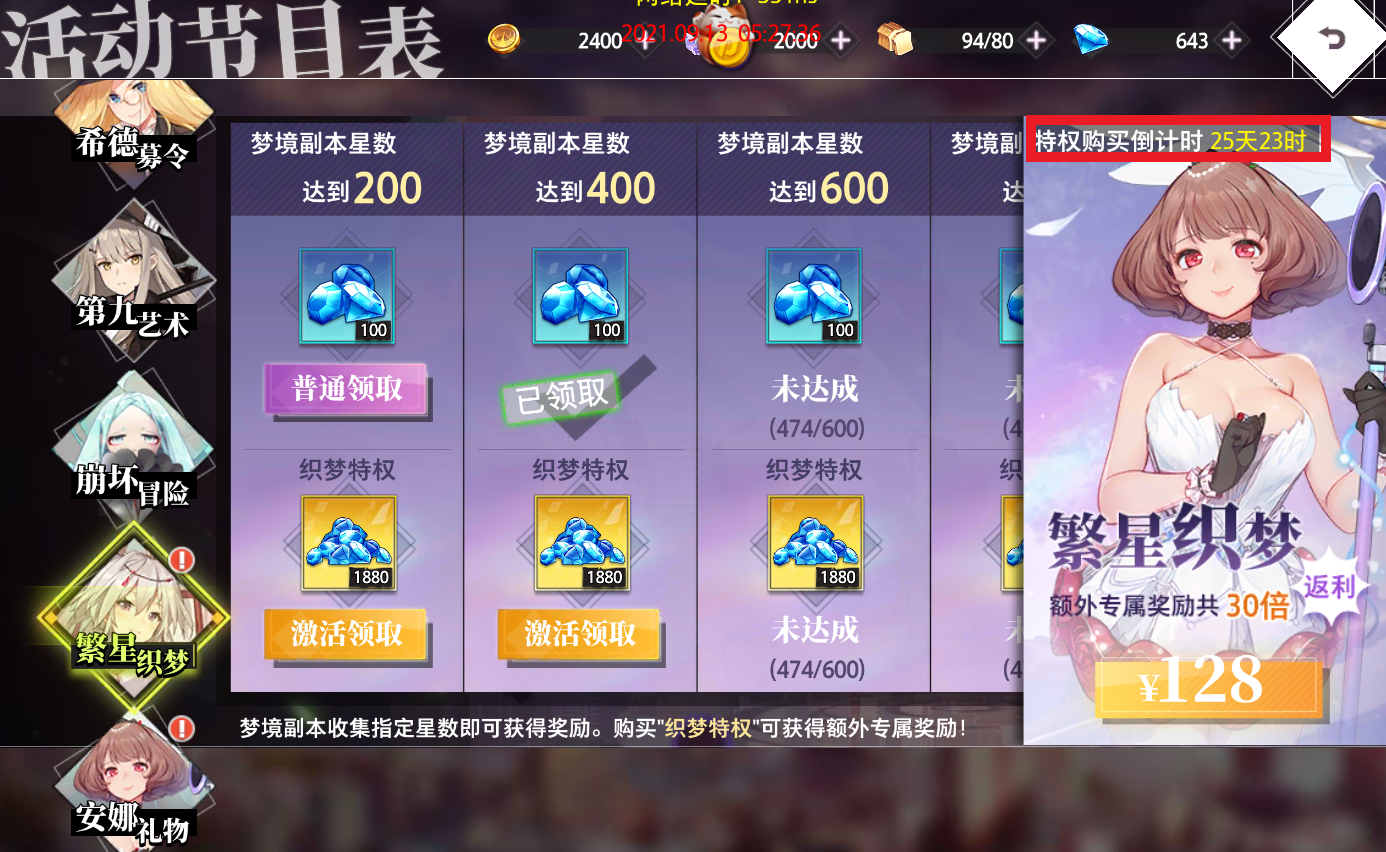 活动节目表
2400
2000
94/80
643
2021.09.13 05:27:36
希德募令
第九艺术
崩坏冒险
繁星织梦
安娜礼物
梦境副本星数
达到200
100
普通领取
织梦特权
1880
激活领取
梦境副本星数
达到400
100
已领取
织梦特权
1880
激活领取
梦境副本星数
达到600
100
未达成
(474/600)
织梦特权
1880
未达成
(474/600)
梦境副
达
未
(4
织
未
(4
特权购买倒计时 25天23时
繁星织梦
返利
额外专属奖励共 30倍
¥128
梦境副本收集指定星数即可获得奖励。购买"织梦特权"可获得额外专属奖励!